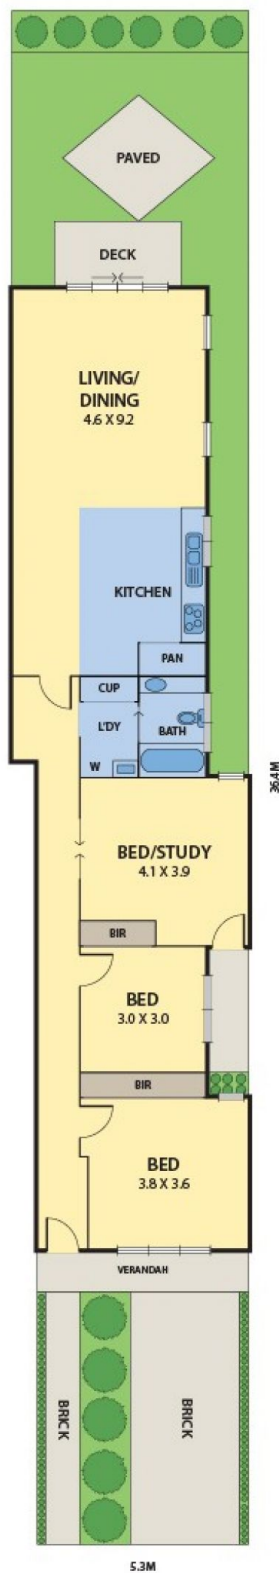 PAVED
DECK
LIVING/
DINING
4.6 X 9.2
KITCHEN
PAN
CUP
L'DY
BATH
W
36.4M
BED/STUDY
4.1 X 3.9
BIR
BED
3.0 X 3.0
BIR
BED
3.8 X 3.6
VERANDAH
BRICK
BRICK
5.3M